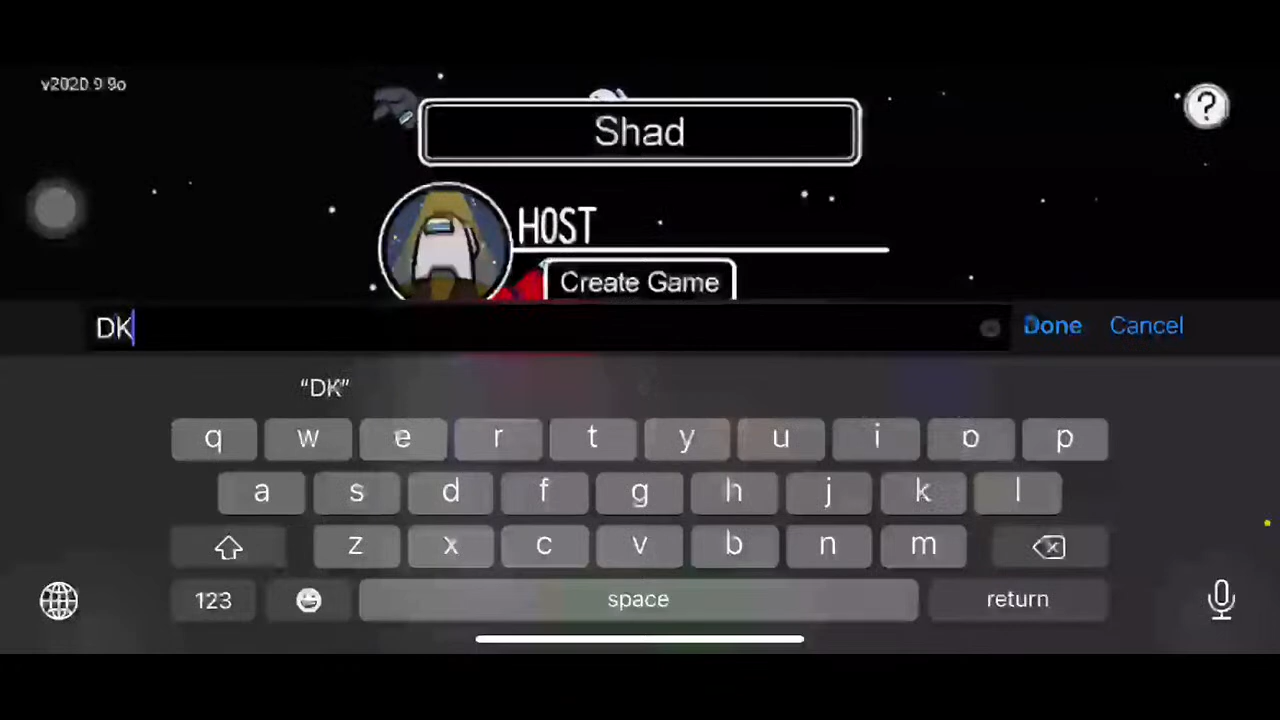 v2020.9.9o
?
Shad
HOST
Create Game
DK
Done Cancel
“DK”
q w e r t y u i o p
a s d f g h j k l
z x c v b n m
123 space return